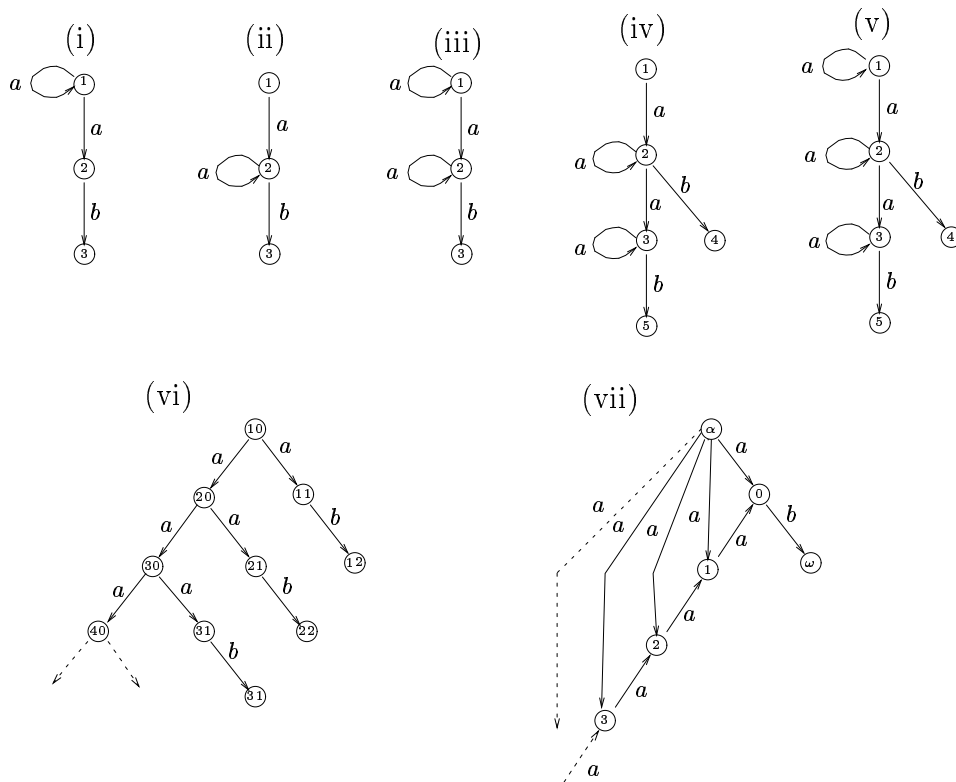 (i) (ii) (iii) (iv) (v)
a 1 1 a 1 1 a 1
a a a a a
2 a 2 a 2 a 2 a 2
b b b a b a b
3 3 3 a 3 4 a 3 4
b b
5 5
(vi) (vii)
10 α
a a a
20 11 a a a 0
a a b a b
30 21 12 1 a ω
a a b
40 31 22 2 a
b
31 3 a
a